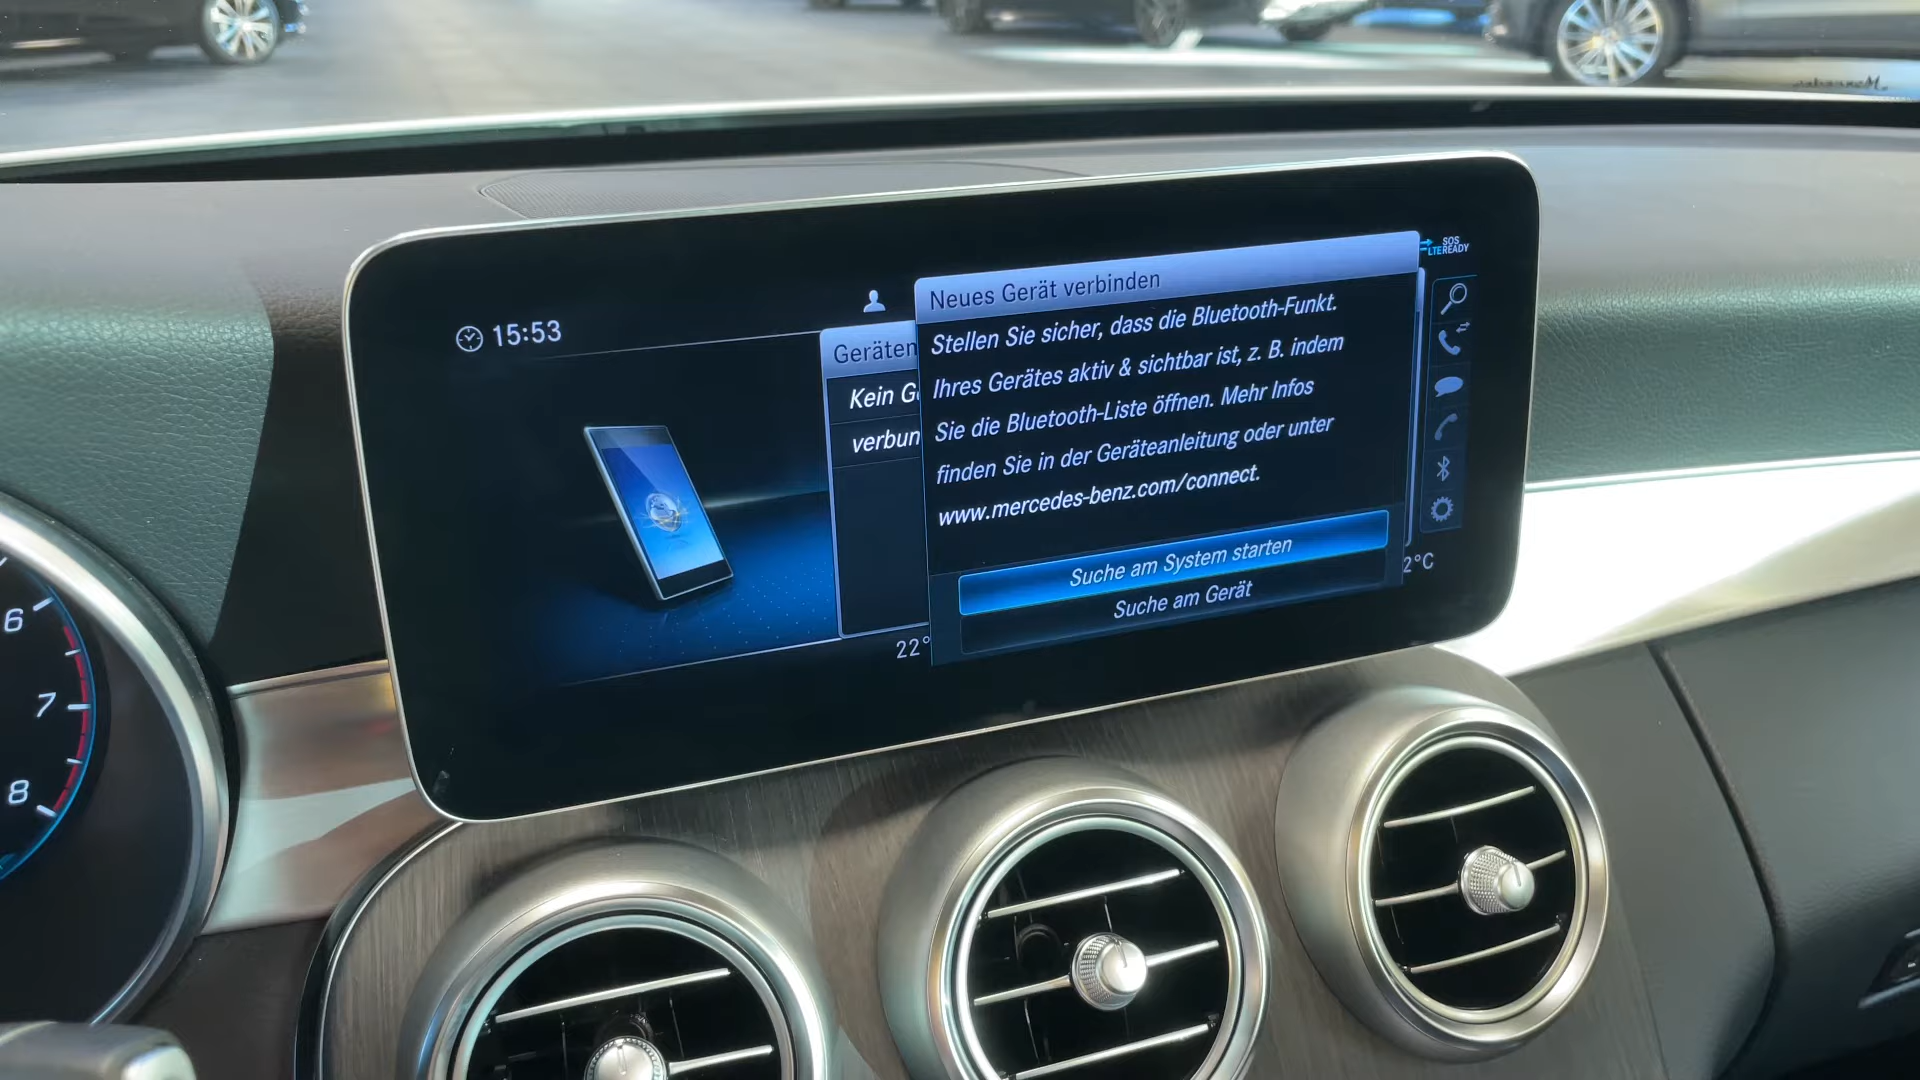 SOS
LTE READY
15:53
Neues Gerät verbinden
Stellen Sie sicher, dass die Bluetooth-Funkt.
Ihres Gerätes aktiv & sichtbar ist, z. B. indem
Sie die Bluetooth-Liste öffnen. Mehr Infos
finden Sie in der Geräteanleitung oder unter
www.mercedes-benz.com/connect.
Suche am System starten
Suche am Gerät
Geräten
Kein G
verbun
22°
2°C
6
7
8